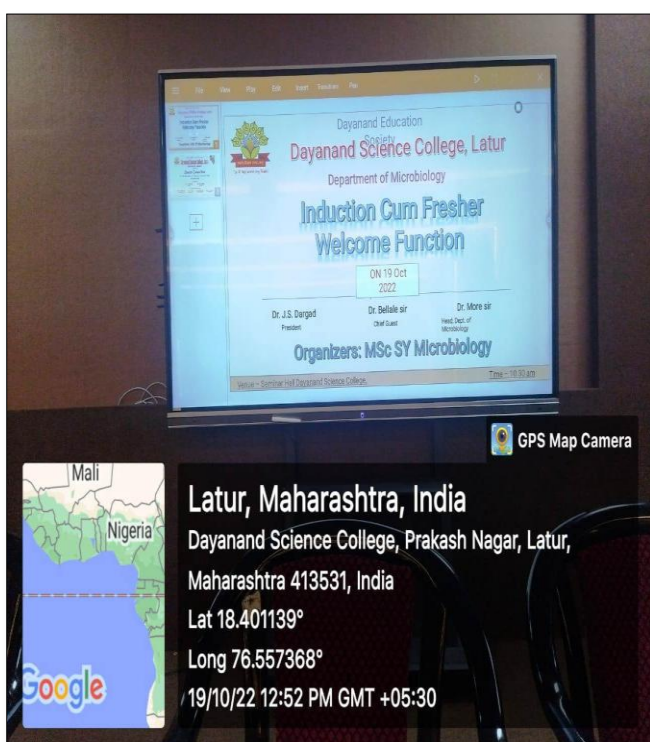 File View Play Edit Insert Transition Pen
Dayanand Education
Society
Dayanand Science College, Latur
Department of Microbiology
Induction Cum Fresher
Welcome Function
ON 19 Oct
2022
Dr. J.S. Dargad
President
Dr. Bellale sir
Chief Guest
Dr. More sir
Head, Dept. of
Microbiology
Organizers: MSc SY Microbiology
Venue – Seminar Hall Dayanand Science College,
Time – 10:30 am
GPS Map Camera
Mali
Nigeria
Google
Latur, Maharashtra, India
Dayanand Science College, Prakash Nagar, Latur,
Maharashtra 413531, India
Lat 18.401139°
Long 76.557368°
19/10/22 12:52 PM GMT +05:30